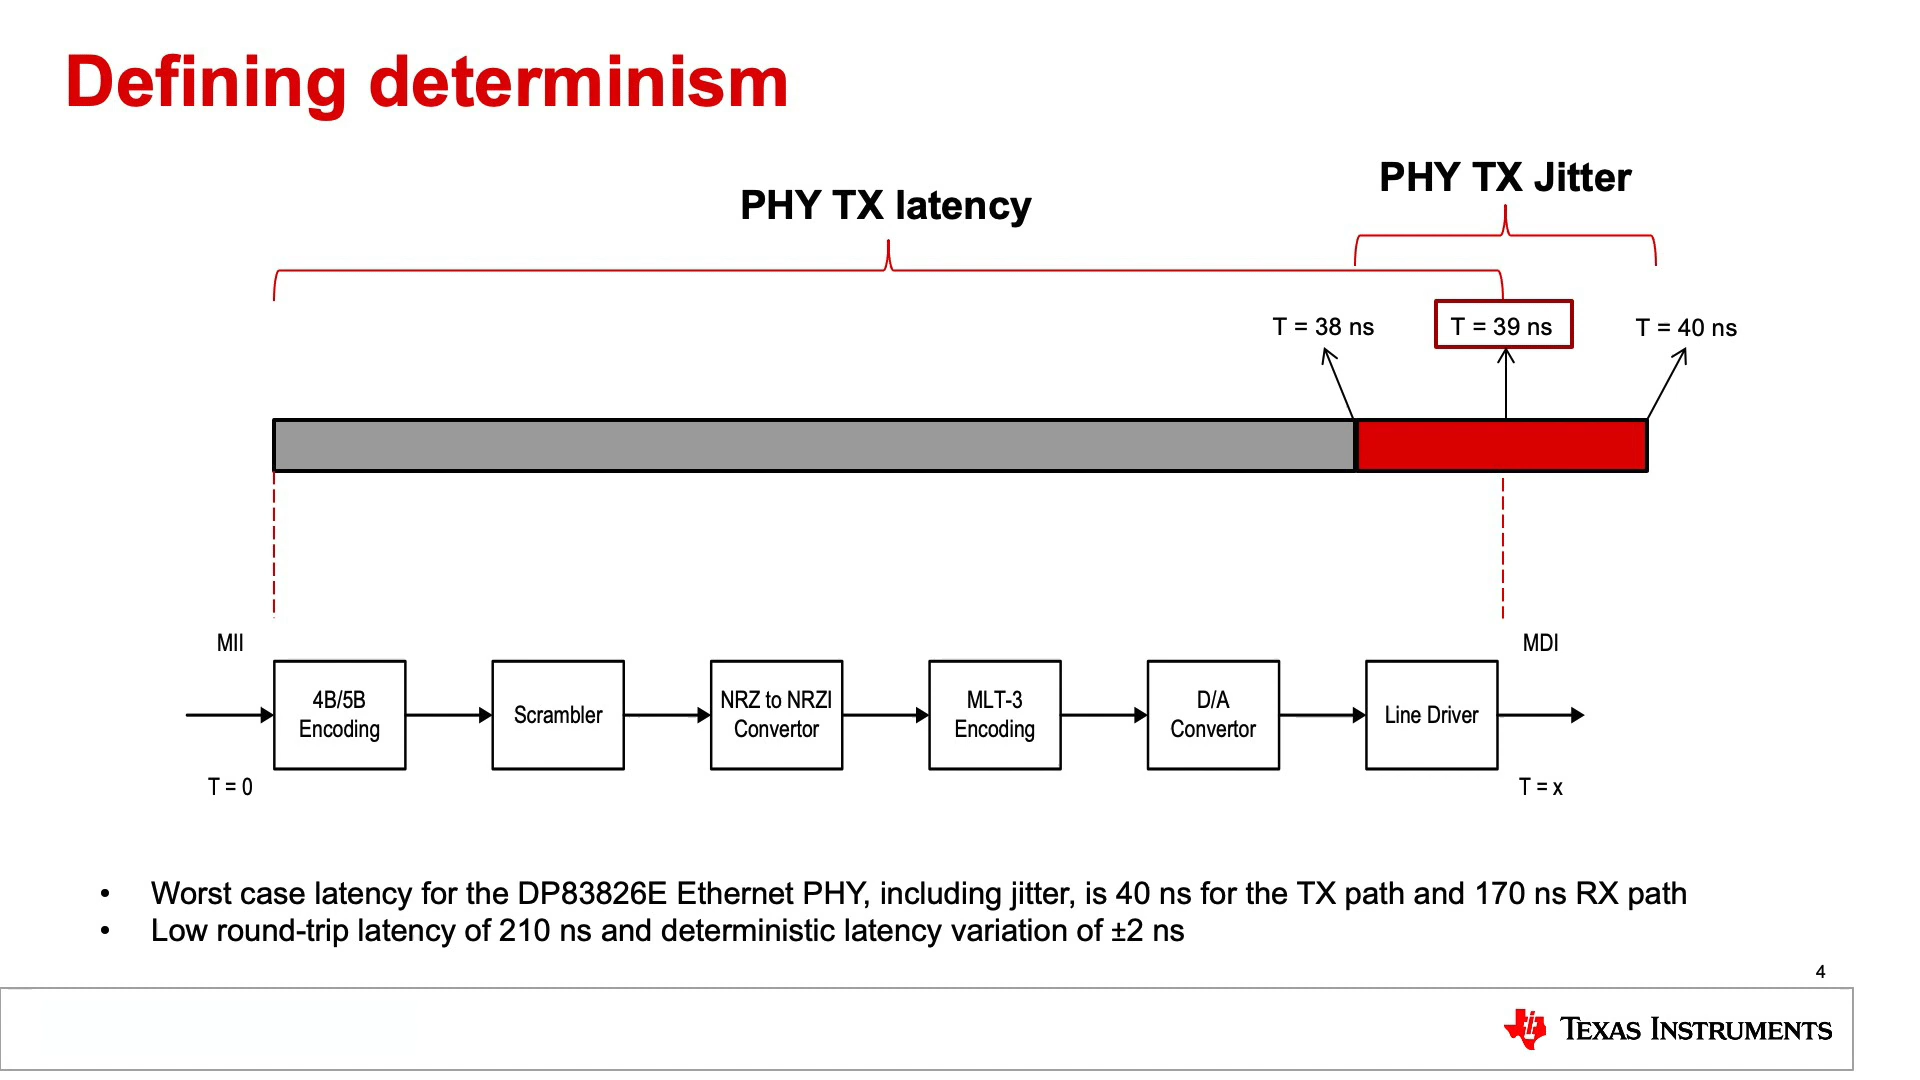 Defining determinism
PHY TX latency
PHY TX Jitter
T = 38 ns
T = 39 ns
T = 40 ns
MII
MDI
4B/5B
Encoding
Scrambler
NRZ to NRZI
Convertor
MLT-3
Encoding
D/A
Convertor
Line Driver
T = 0
T = x
• Worst case latency for the DP83826E Ethernet PHY, including jitter, is 40 ns for the TX path and 170 ns RX path
• Low round-trip latency of 210 ns and deterministic latency variation of ±2 ns
4
TEXAS INSTRUMENTS